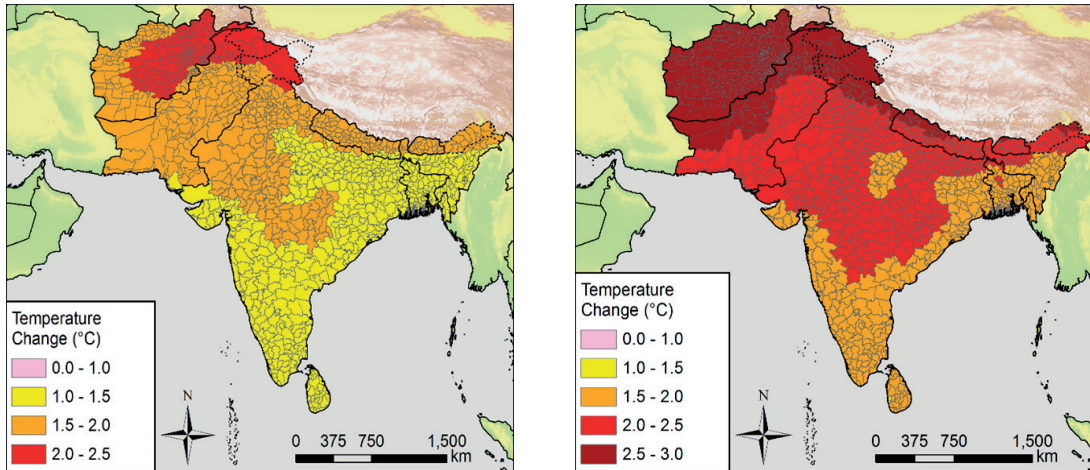 Temperature
Change (°C)
0.0 - 1.0
1.0 - 1.5
1.5 - 2.0
2.0 - 2.5
N
0 375 750 1,500
km
Temperature
Change (°C)
0.0 - 1.0
1.0 - 1.5
1.5 - 2.0
2.0 - 2.5
2.5 - 3.0
N
0 375 750 1,500
km